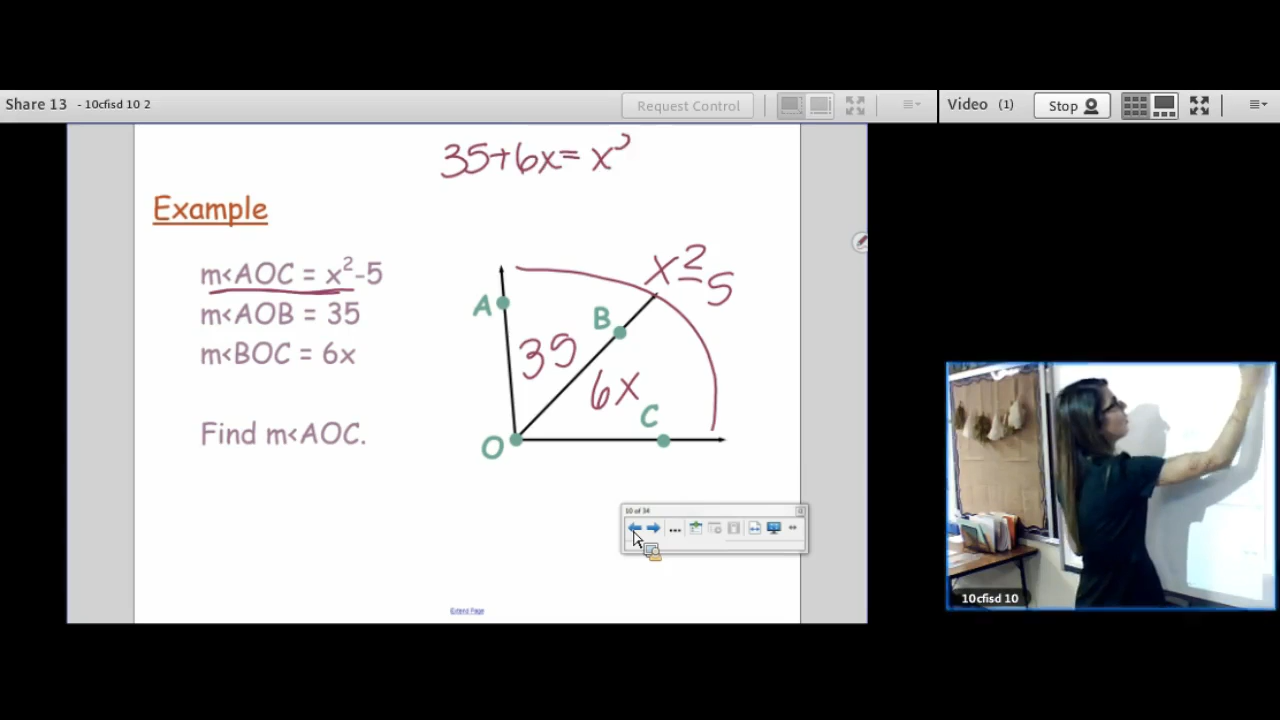 Share 13 - 10cfisd 10 2
Request Control
Video (1)
Stop
35+6x= x²
Example
m<AOC = x²-5
m<AOB = 35
m<BOC = 6x
Find m<AOC.
x²-5
A
B
35
6x
C
O
10 of 34
Extend Page
10cfisd 10